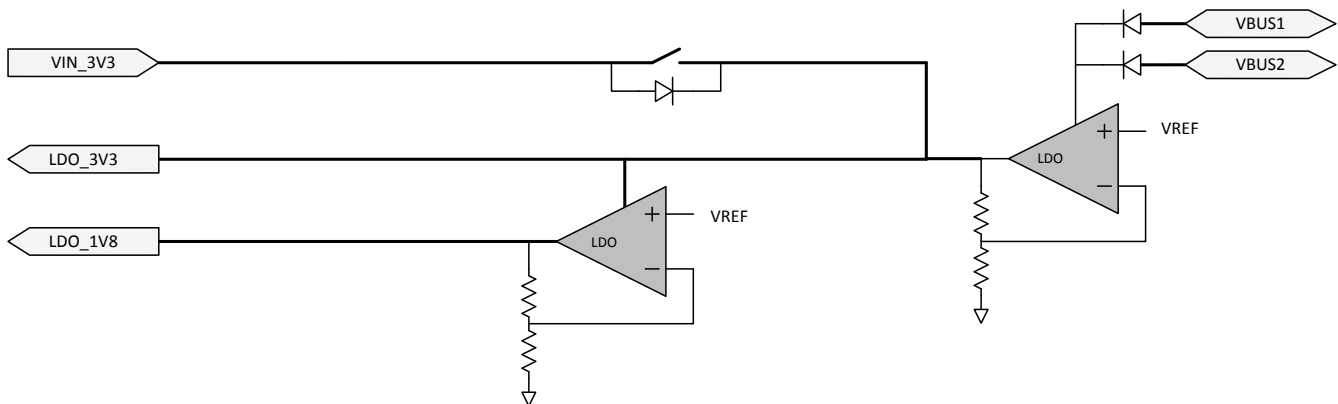 VBUS1
VIN_3V3
VBUS2
+
VREF
LDO_3V3
LDO
−
+
VREF
LDO_1V8
LDO
−